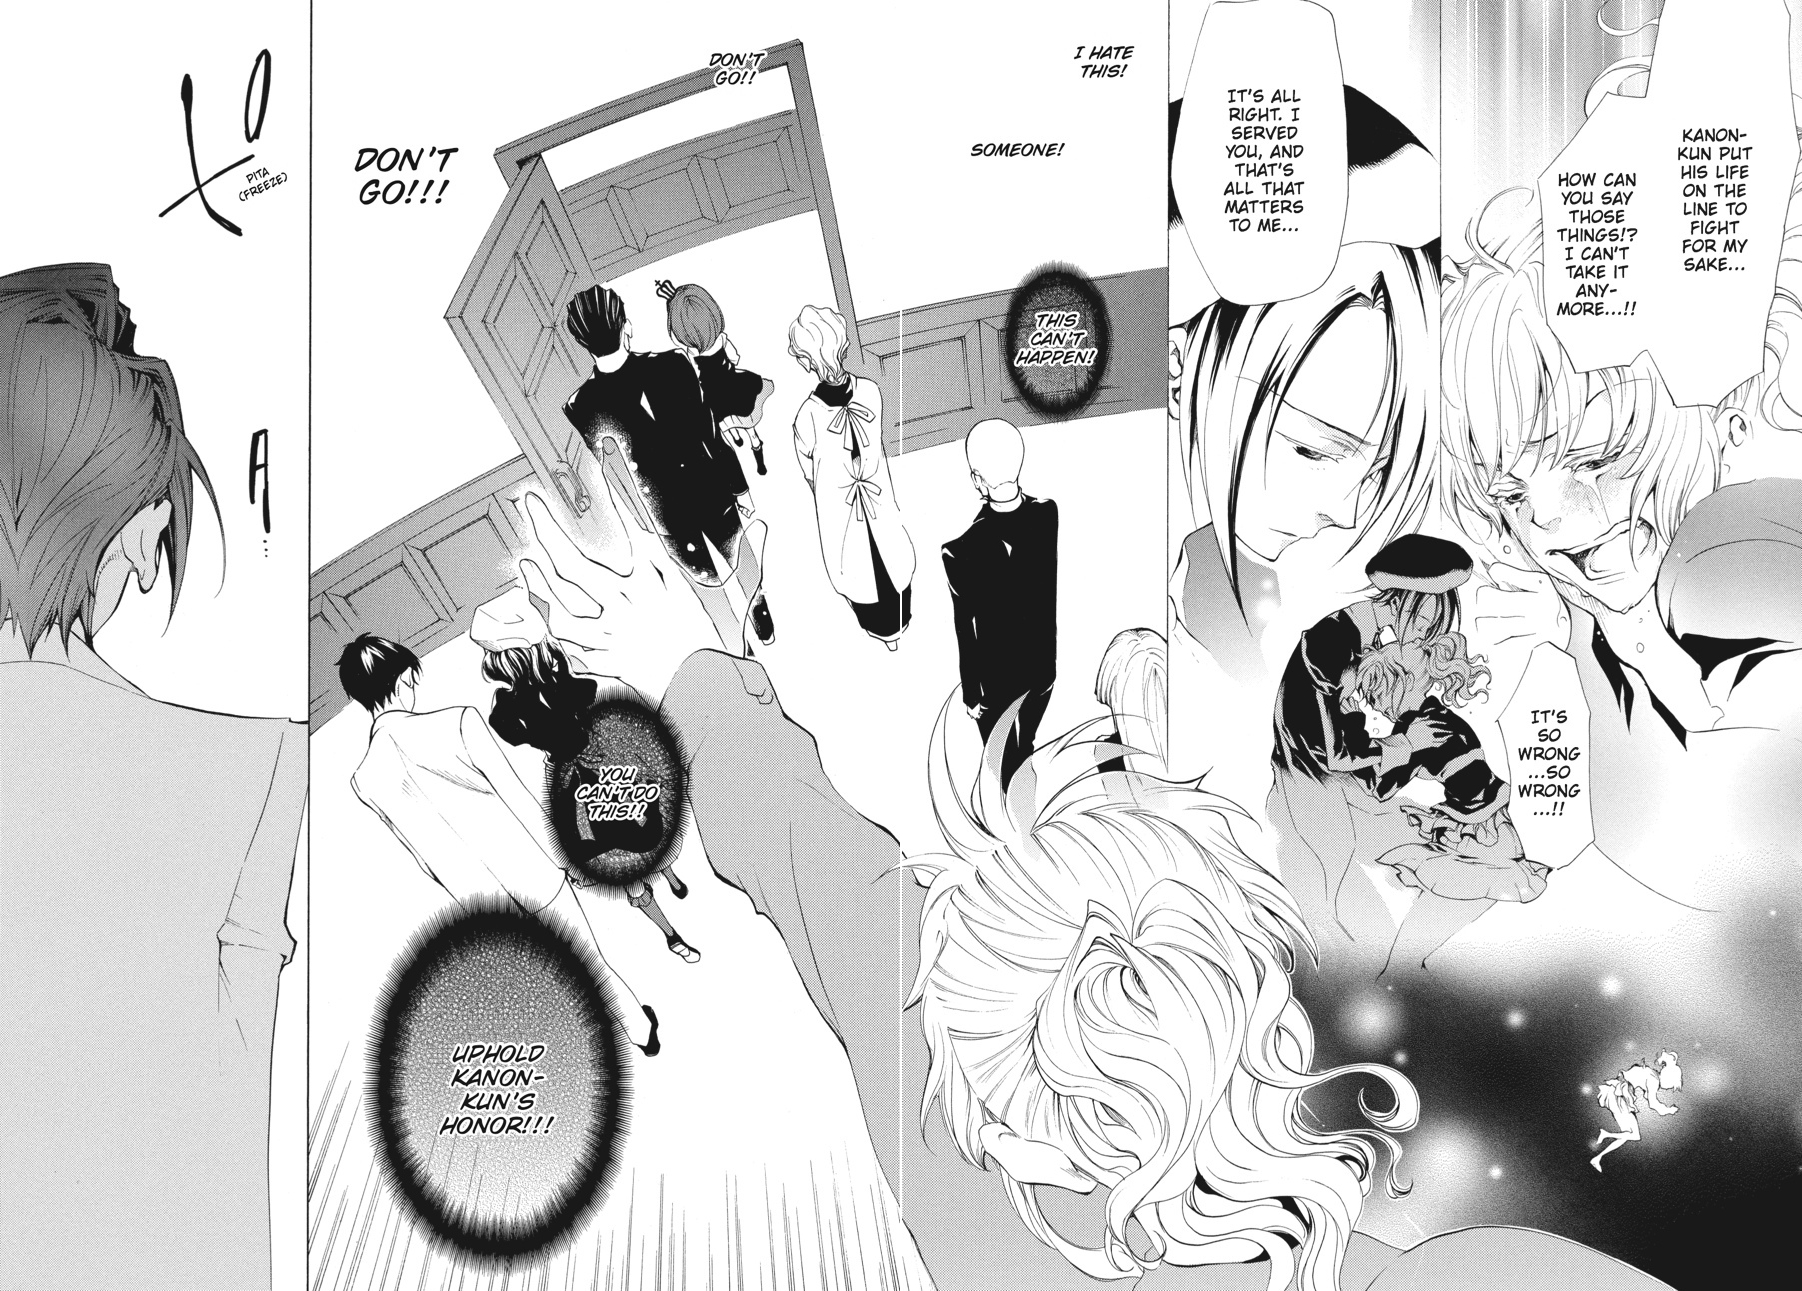 KANON-
KUN PUT
HIS LIFE
ON THE
LINE TO
FIGHT
FOR MY
SAKE...
HOW CAN
YOU SAY
THOSE
THINGS!?
I CAN'T
TAKE IT
ANY-
MORE...!!
IT'S
SO
WRONG
...SO
WRONG
...!!
IT'S ALL
RIGHT. I
SERVED
YOU, AND
THAT'S
ALL THAT
MATTERS
TO ME...
I HATE
THIS!
SOMEONE!
THIS
CAN'T
HAPPEN!
DON'T
GO!!
DON'T
GO!!!
YOU
CAN'T DO
THIS!!
UPHOLD
KANON-
KUN'S
HONOR!!!
ピタ
PITA
(FREEZE)
A
...